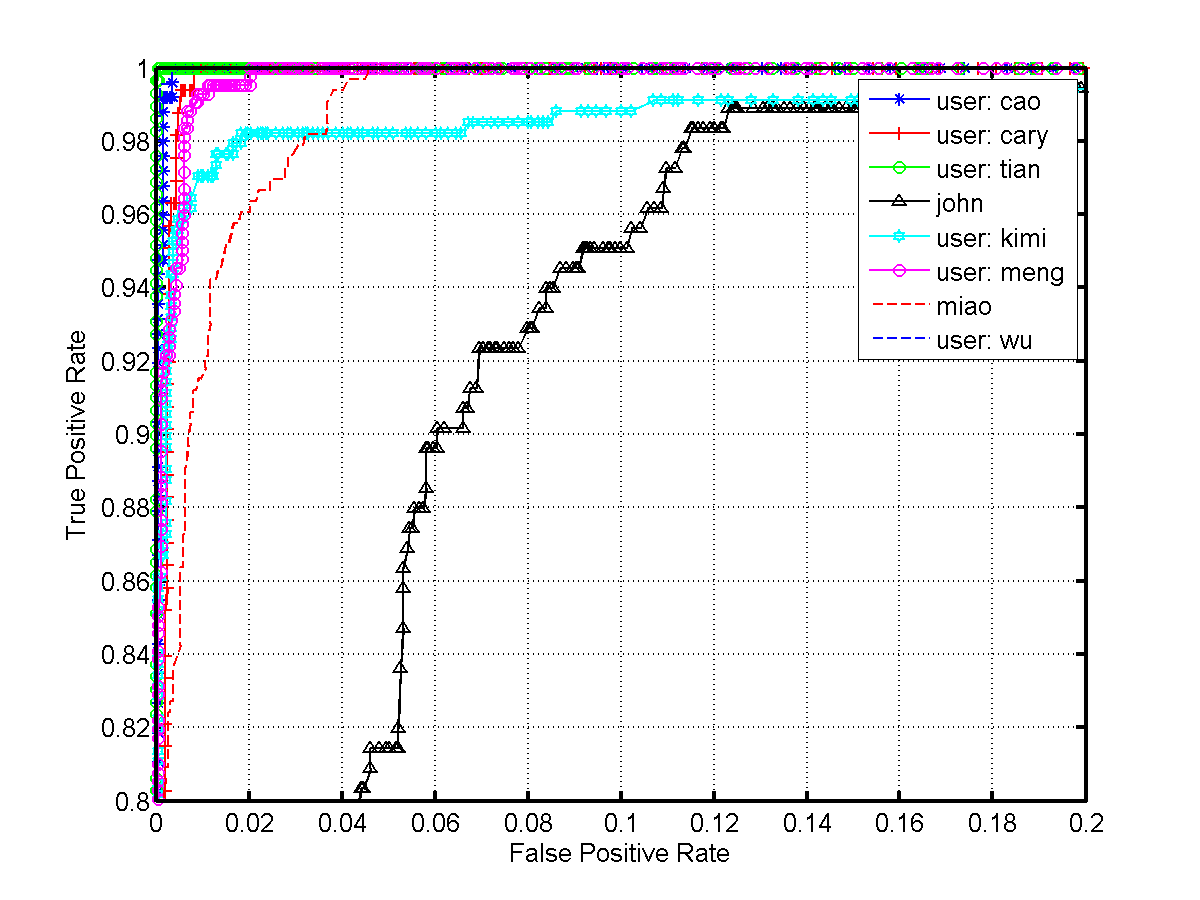 1
0.98
0.96
0.94
0.92
0.9
0.88
0.86
0.84
0.82
0.8
True Positive Rate
user: cao
user: cary
user: tian
john
user: kimi
user: meng
miao
user: wu
0 0.02 0.04 0.06 0.08 0.1 0.12 0.14 0.16 0.18 0.2
False Positive Rate